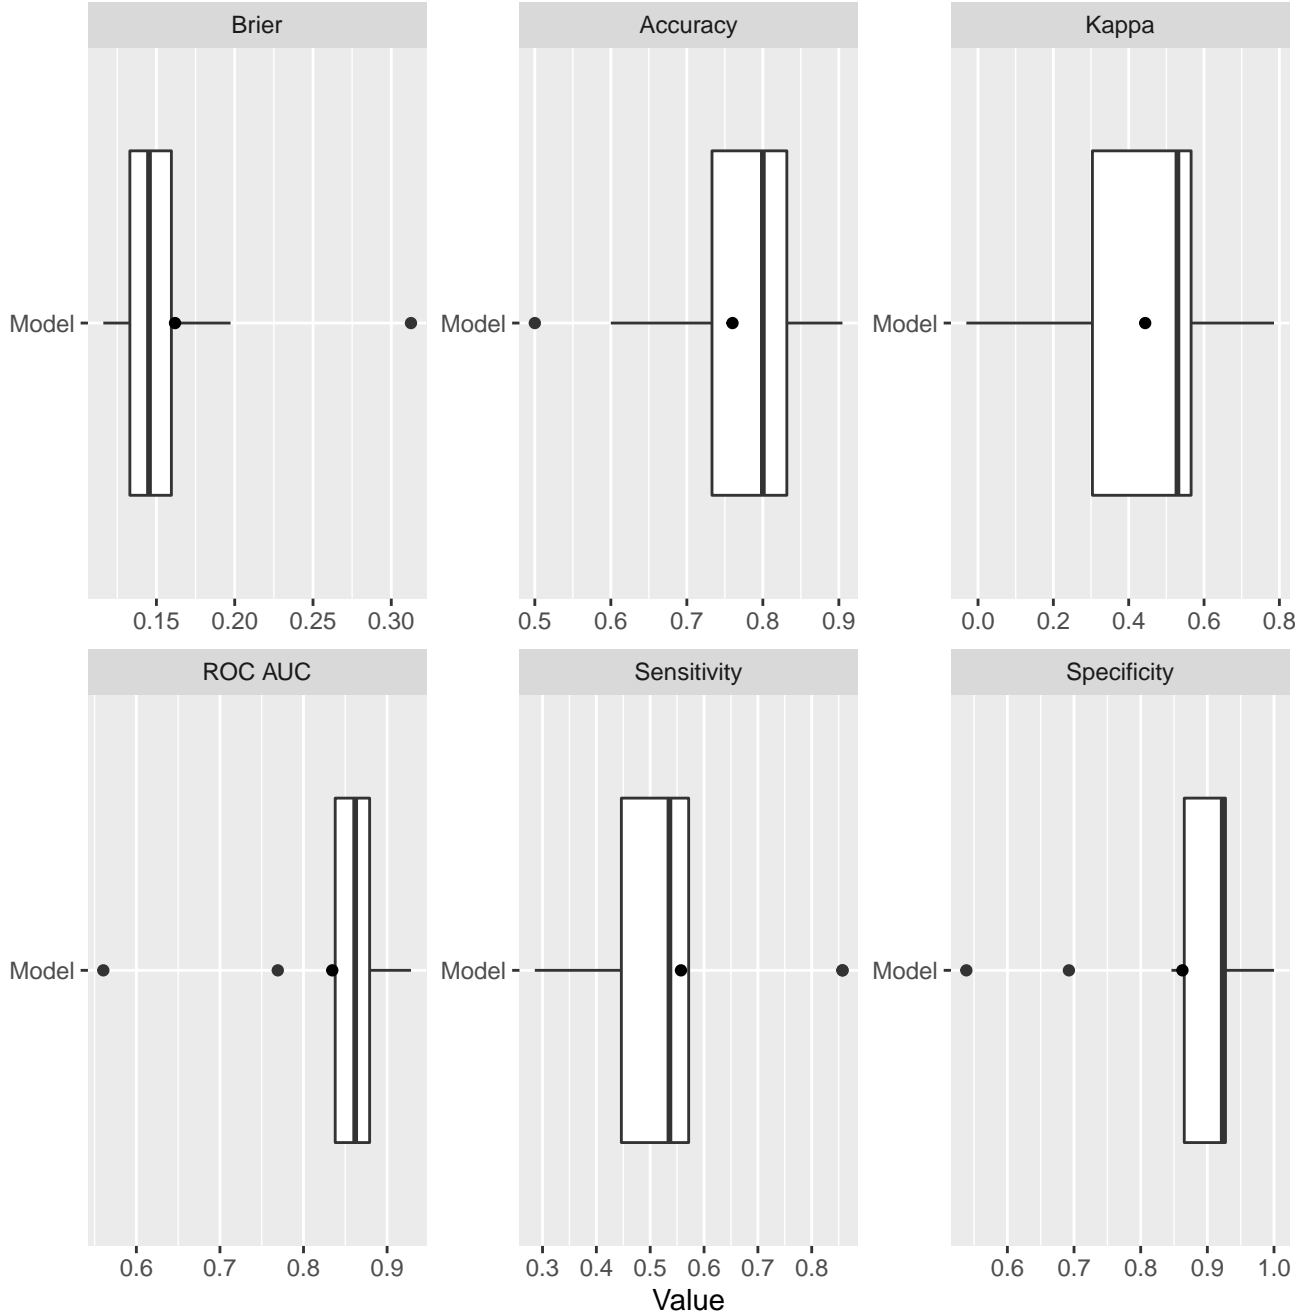 Brier Accuracy Kappa
Model Model Model
0.15 0.20 0.25 0.30 0.5 0.6 0.7 0.8 0.9 0.0 0.2 0.4 0.6 0.8
ROC AUC Sensitivity Specificity
Model Model Model
0.6 0.7 0.8 0.9 0.3 0.4 0.5 0.6 0.7 0.8 0.6 0.7 0.8 0.9 1.0
Value